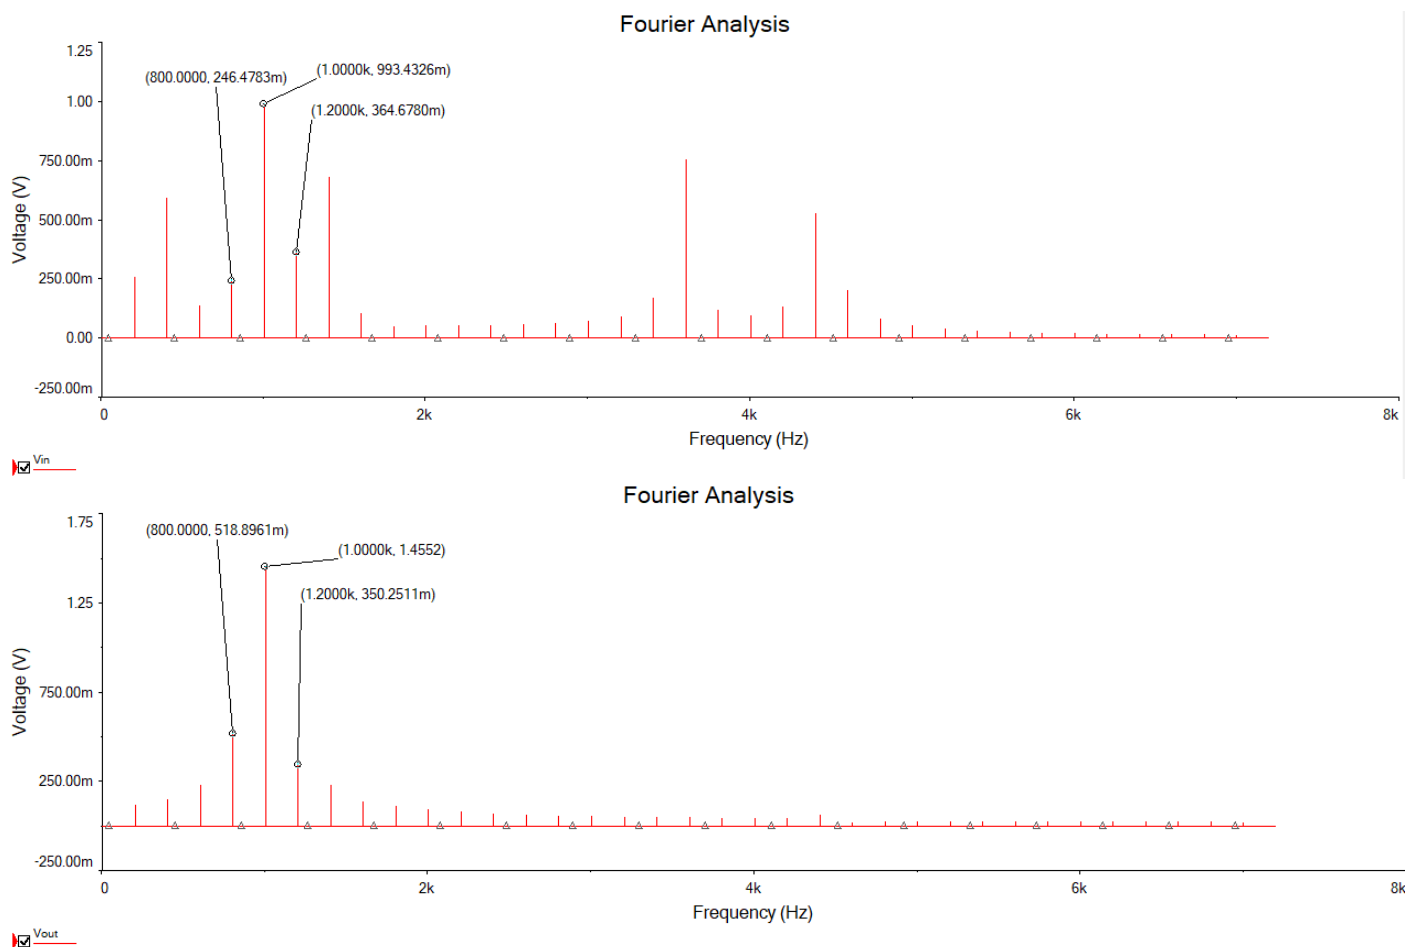 Fourier Analysis
1.25
(800.0000, 246.4783m)
(1.0000k, 993.4326m)
1.00
(1.2000k, 364.6780m)
750.00m
500.00m
250.00m
0.00
-250.00m
Voltage (V)
0
2k
4k
6k
8k
Frequency (Hz)
Vin
Fourier Analysis
1.75
(800.0000, 518.8961m)
(1.0000k, 1.4552)
1.25
(1.2000k, 350.2511m)
750.00m
250.00m
-250.00m
Voltage (V)
0
2k
4k
6k
8k
Frequency (Hz)
Vout